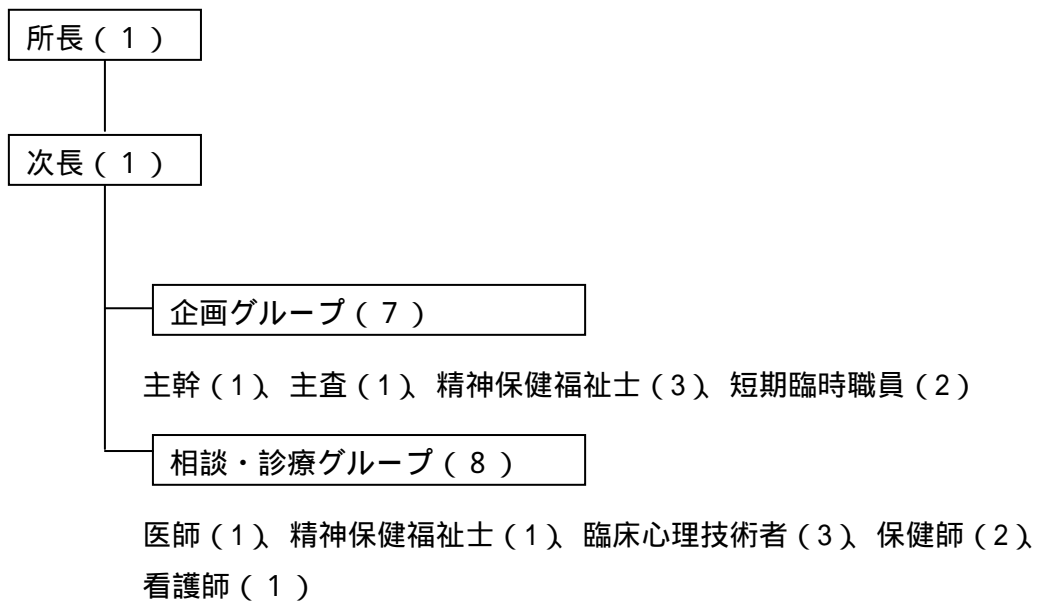 所長(1)
次長(1)
企画グループ(7)
主幹(1)、主査(1)、精神保健福祉士(3)、短期臨時職員(2)
相談・診療グループ(8)
医師(1)、精神保健福祉士(1)、臨床心理技術者(3)、保健師(2)、
看護師(1)